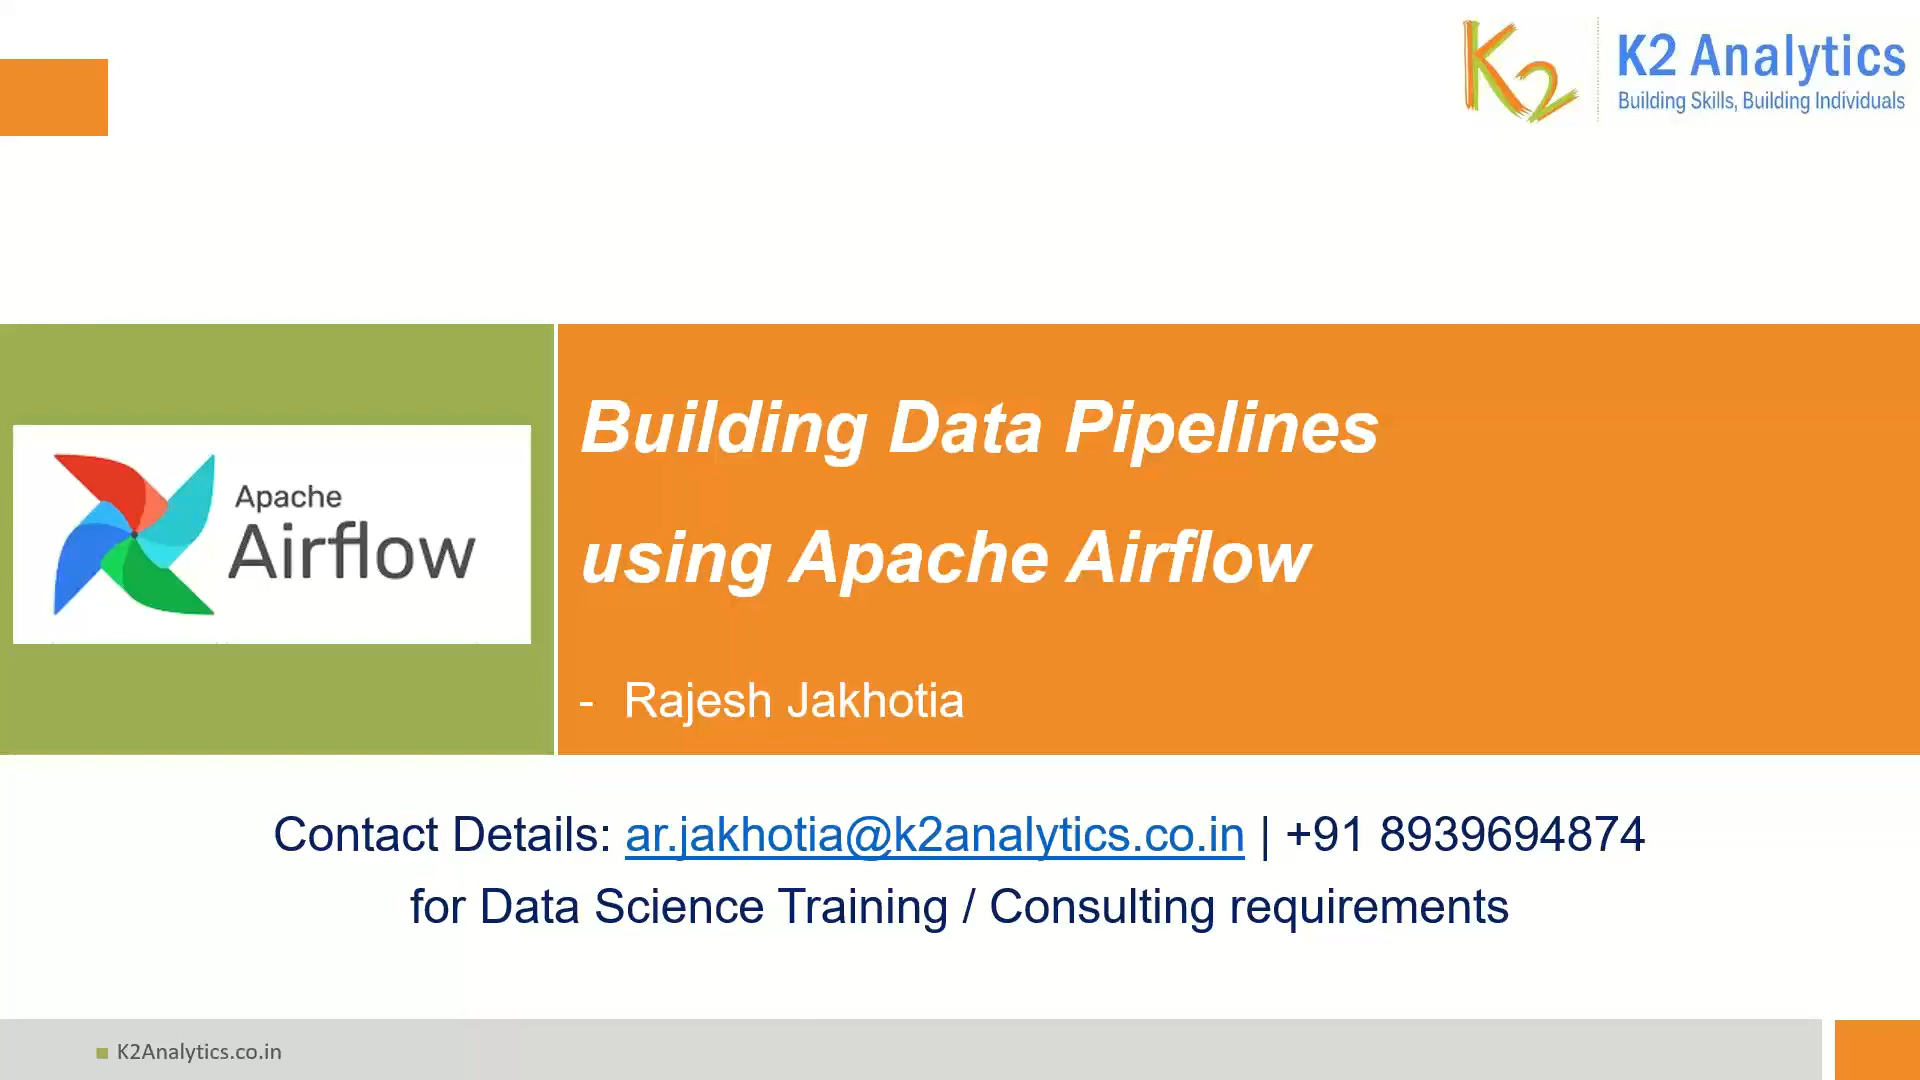 K2 K2 Analytics
Building Skills, Building Individuals
Apache
Airflow
Building Data Pipelines
using Apache Airflow
- Rajesh Jakhotia
Contact Details: ar.jakhotia@k2analytics.co.in | +91 8939694874
for Data Science Training / Consulting requirements
K2Analytics.co.in